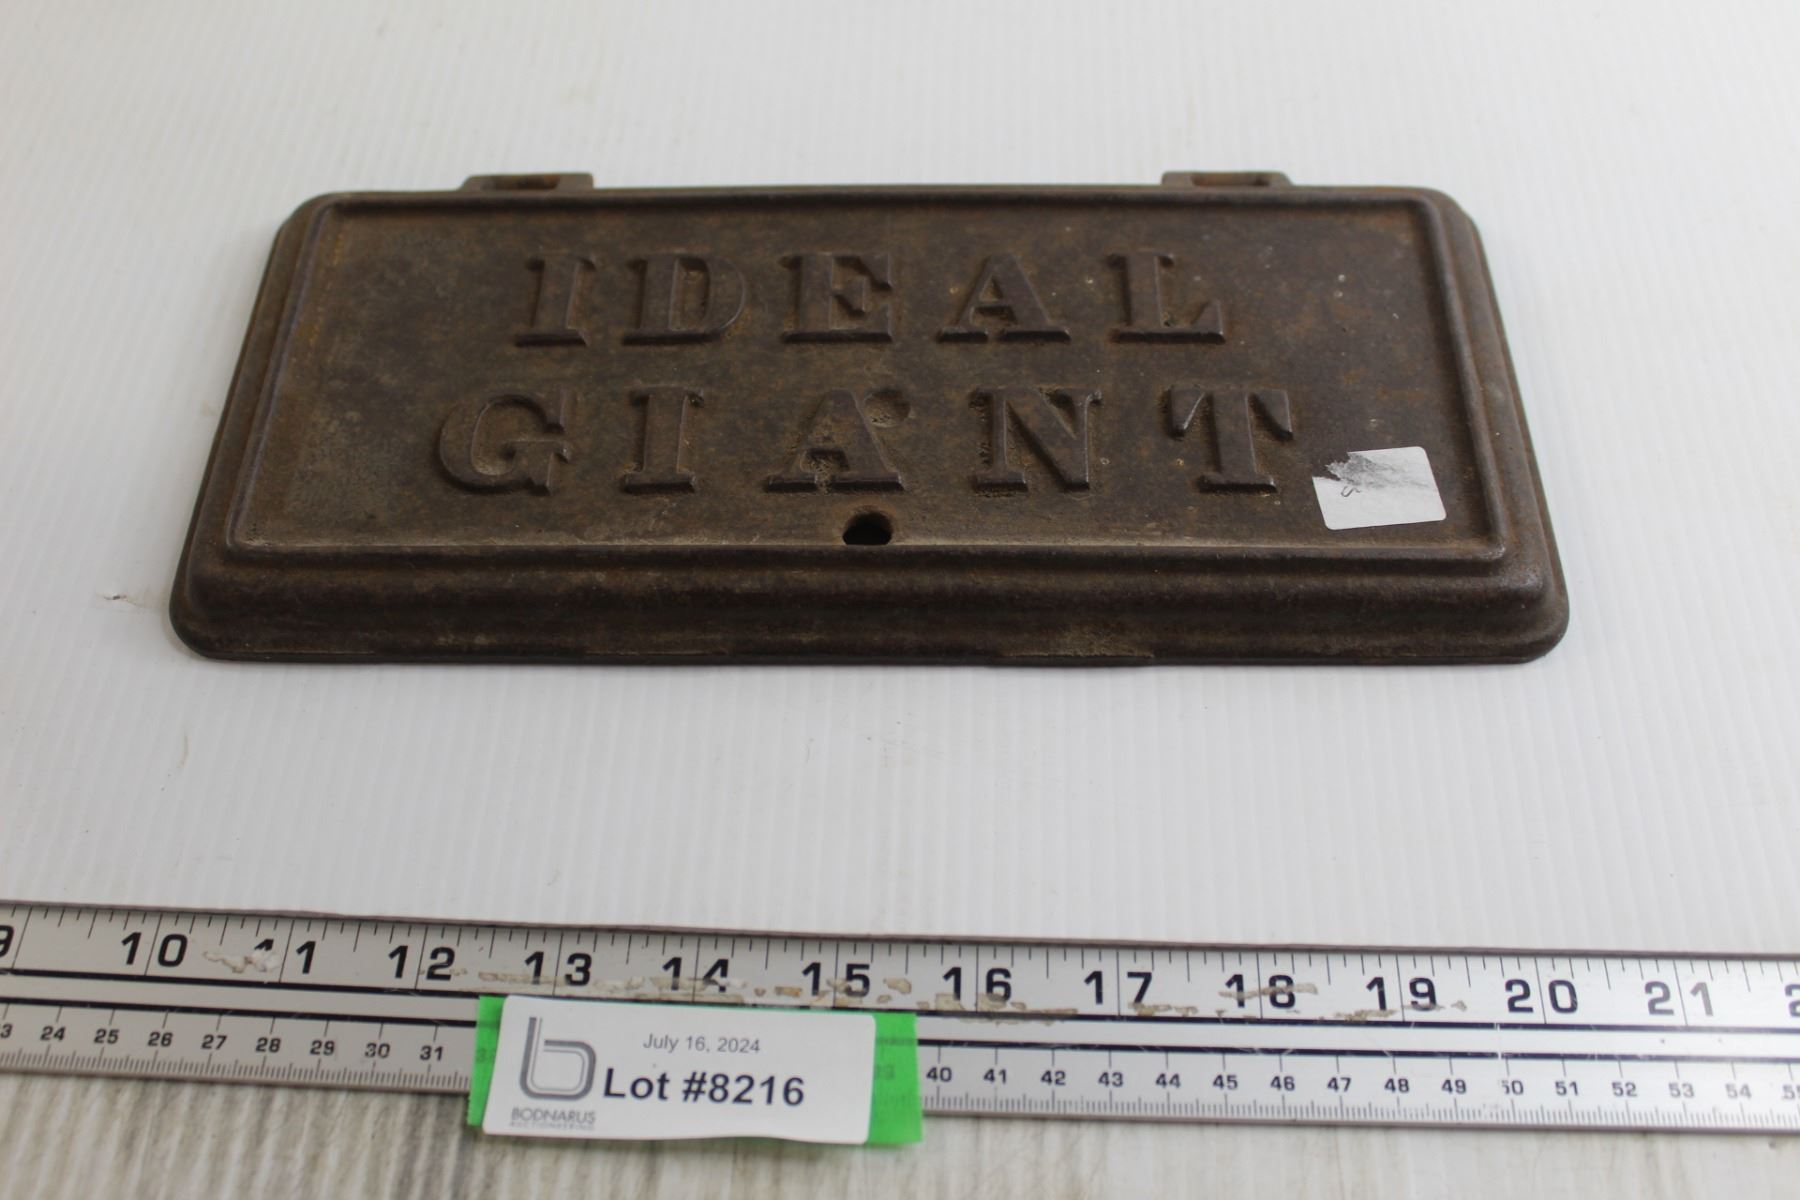 IDEAL
GIANT
9 10 11 12 13 14 15 16 17 18 19 20 21
24 25 26 27 28 29 30 31 40 41 42 43 44 45 46 47 48 49 50 51 52 53 54
July 16, 2024
Lot #8216
BODNARUS
AUCTIONEERING